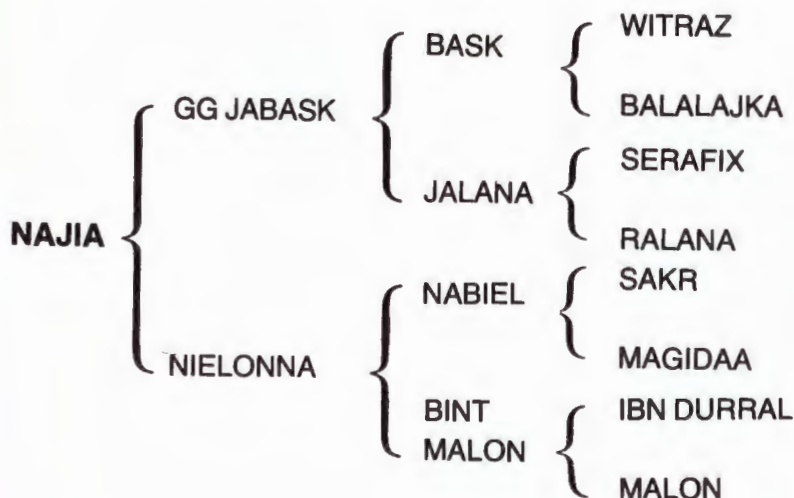 WITRAZ
BASK
BALALAJKA
GG JABASK
SERAFIX
JALANA
RALANA
NAJIA
SAKR
NABIEL
MAGIDAA
NIELONNA
BINT
MALON
IBN DURRAL
MALON